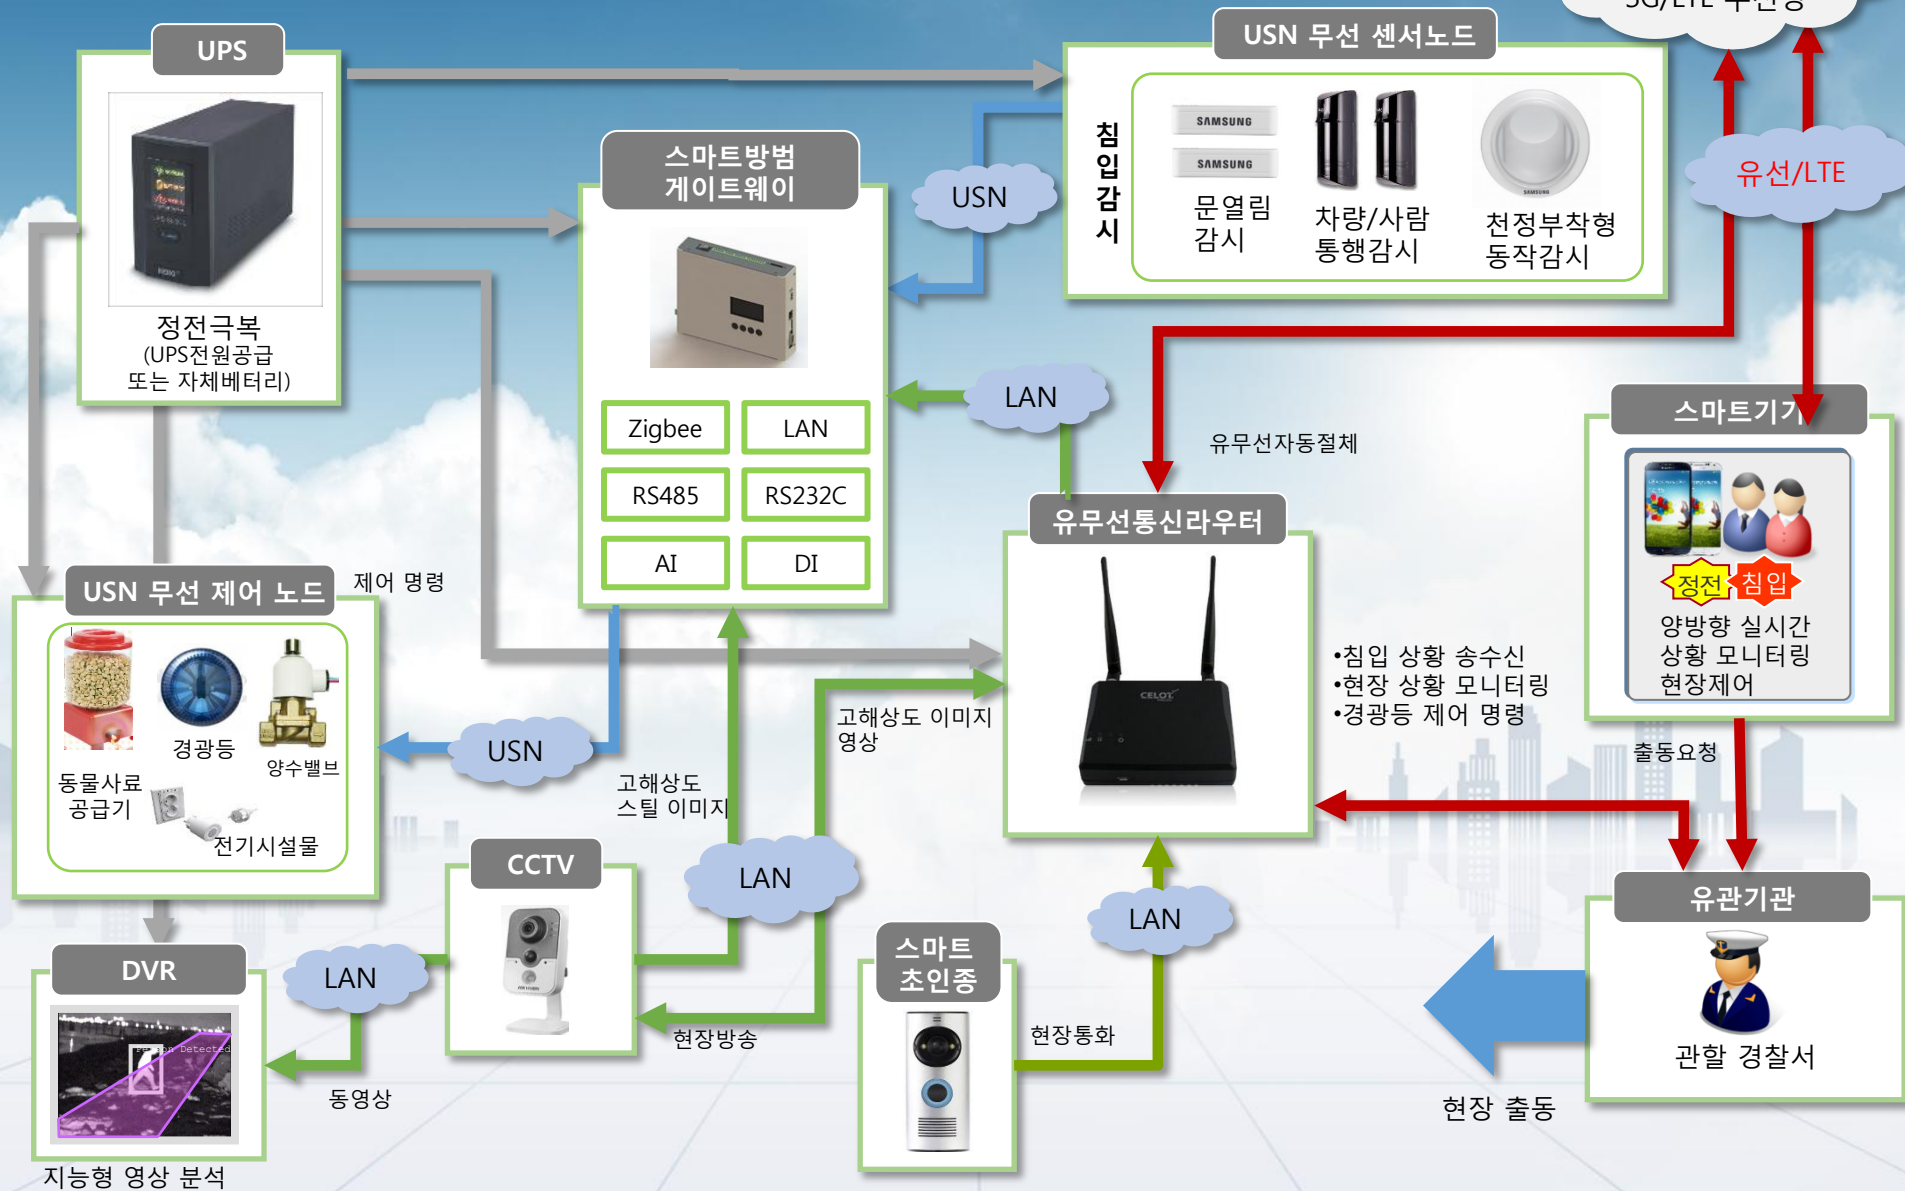 3G/LTE 무선망
UPS
정전극복
(UPS전원공급
또는 자체베터리)
USN 무선 센서노드
침입감시
SAMSUNG
SAMSUNG
SAMSUNG
문열림
감시
차량/사람
통행감시
천정부착형
동작감시
유선/LTE
스마트방범
게이트웨이
USN
Zigbee
LAN
RS485
RS232C
AI
DI
LAN
유무선자동절체
유무선통신라우터
CELOT
•침입 상황 송수신
•현장 상황 모니터링
•경광등 제어 명령
스마트기기
정전
침입
양방향 실시간
상황 모니터링
현장제어
출동요청
USN 무선 제어 노드
제어 명령
경광등
양수밸브
동물사료
공급기
전기시설물
USN
고해상도
스틸 이미지
고해상도 이미지
영상
LAN
CCTV
현장방송
LAN
동영상
DVR
Person Detected
지능형 영상 분석
스마트
초인종
현장통화
LAN
유관기관
관할 경찰서
현장 출동